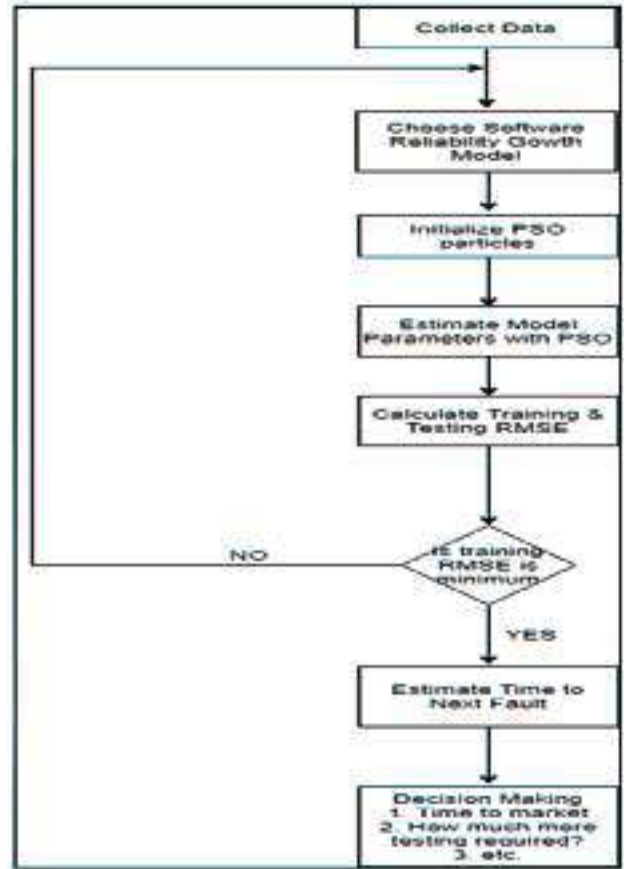 Collect Data
Choose Software
Reliability Gowth
Model
Initialize PSO
particles
Estimate Model
Parameters with PSO
Calculate Training &
Testing RMSE
NO
IS training
RMSE is
minimum
YES
Estimate Time to
Next Fault
Decision Making
1. Time to market
2. How much more
testing required?
3. etc.